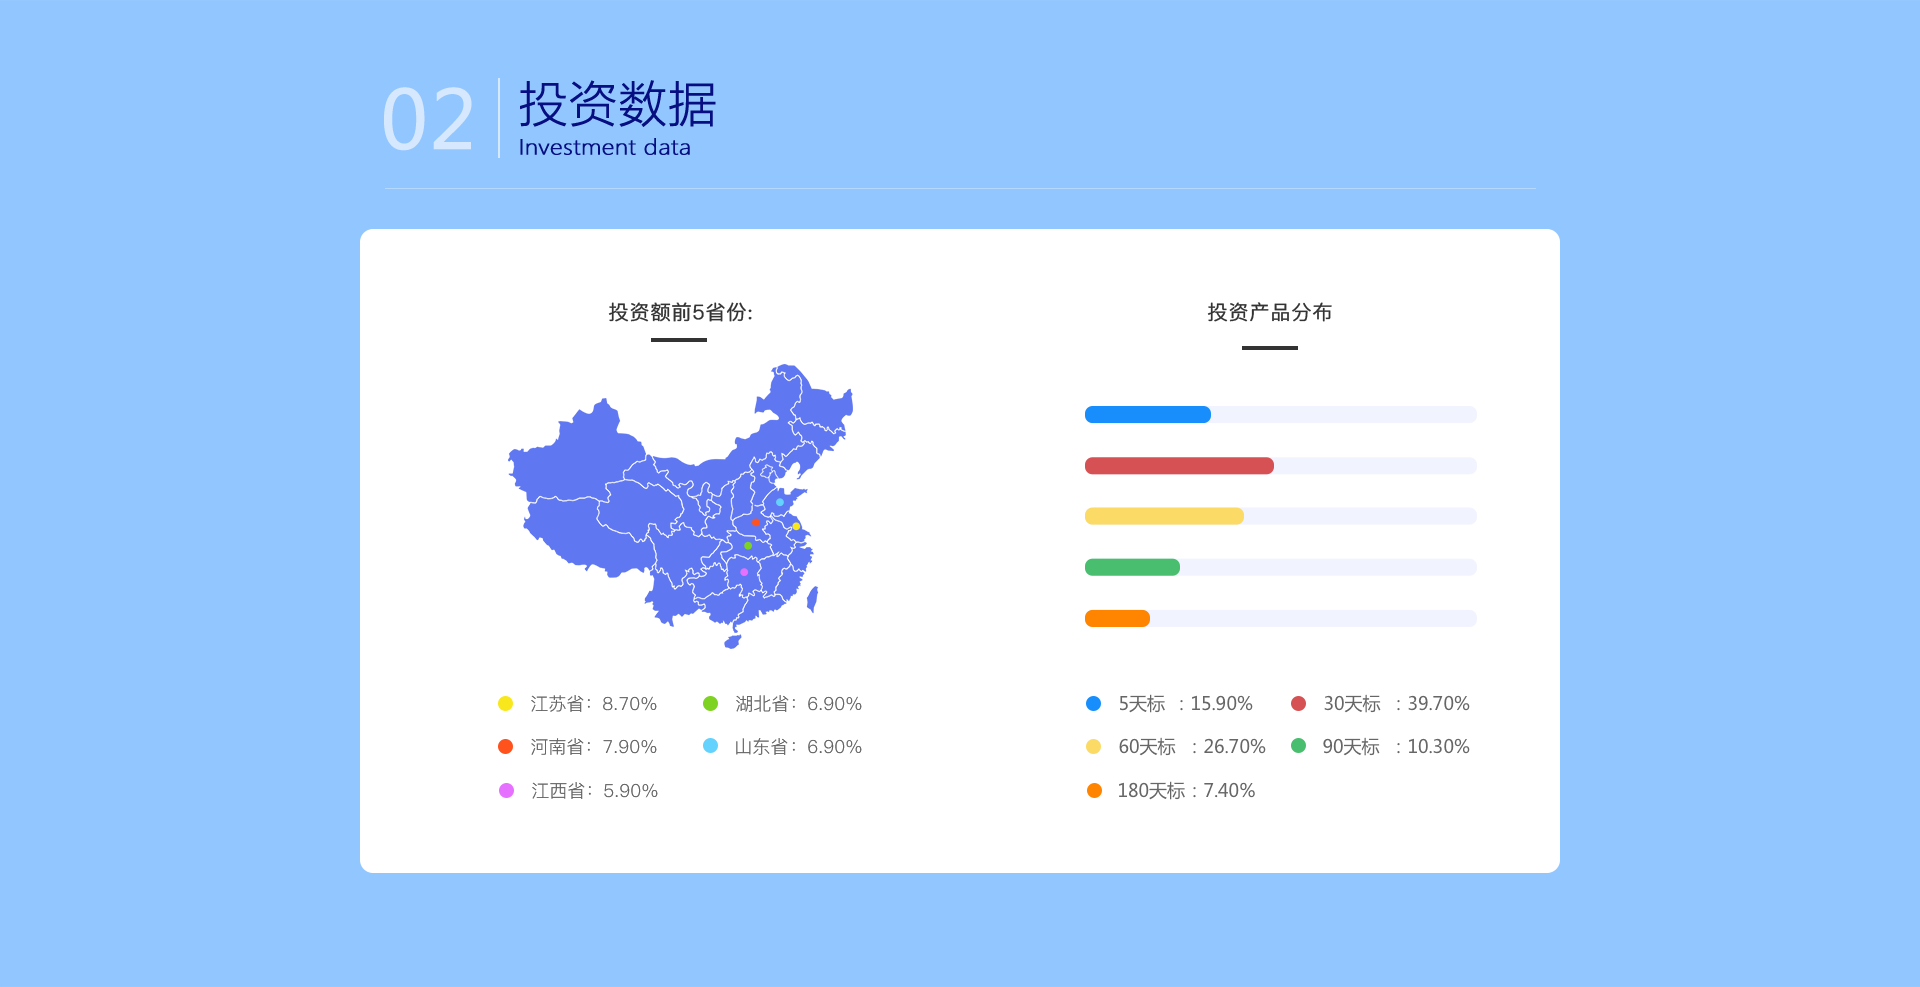 02
投资数据
Investment data
投资额前5省份:
江苏省：8.70%
湖北省：6.90%
河南省：7.90%
山东省：6.90%
江西省：5.90%
投资产品分布
5天标 : 15.90%
30天标 : 39.70%
60天标 : 26.70%
90天标 : 10.30%
180天标 : 7.40%